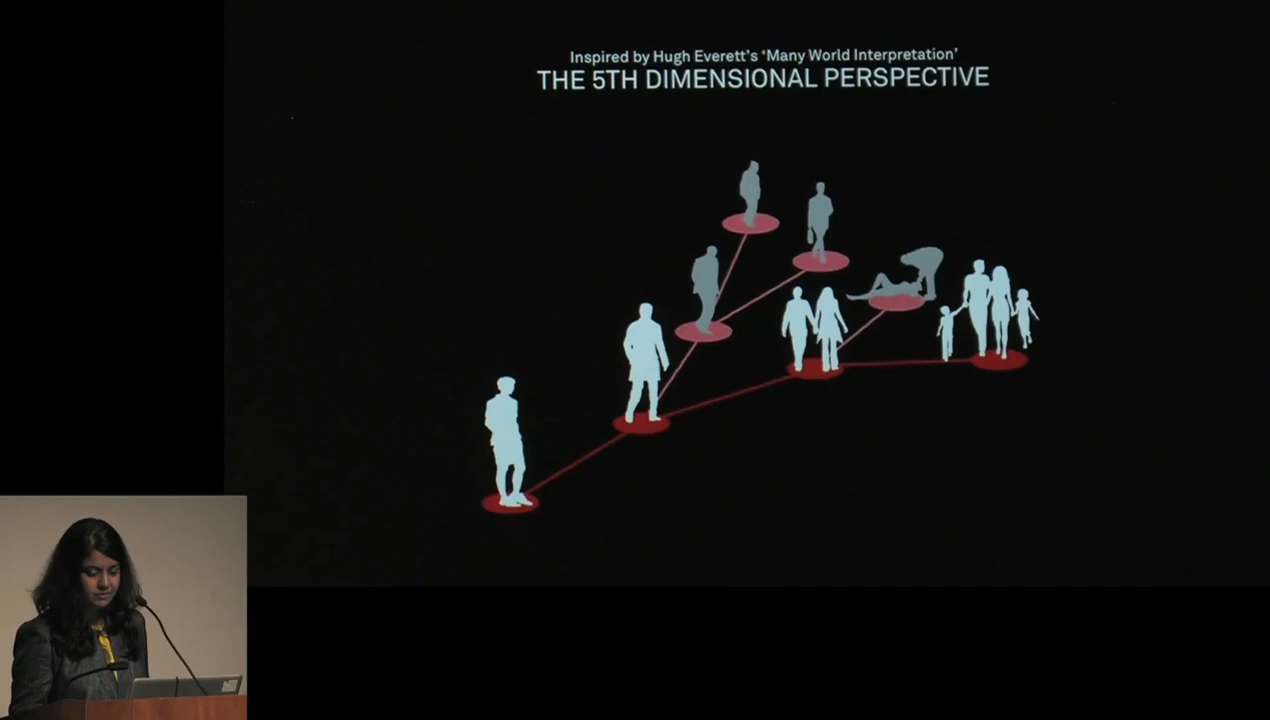 Inspired by Hugh Everett's 'Many World Interpretation'
THE 5TH DIMENSIONAL PERSPECTIVE